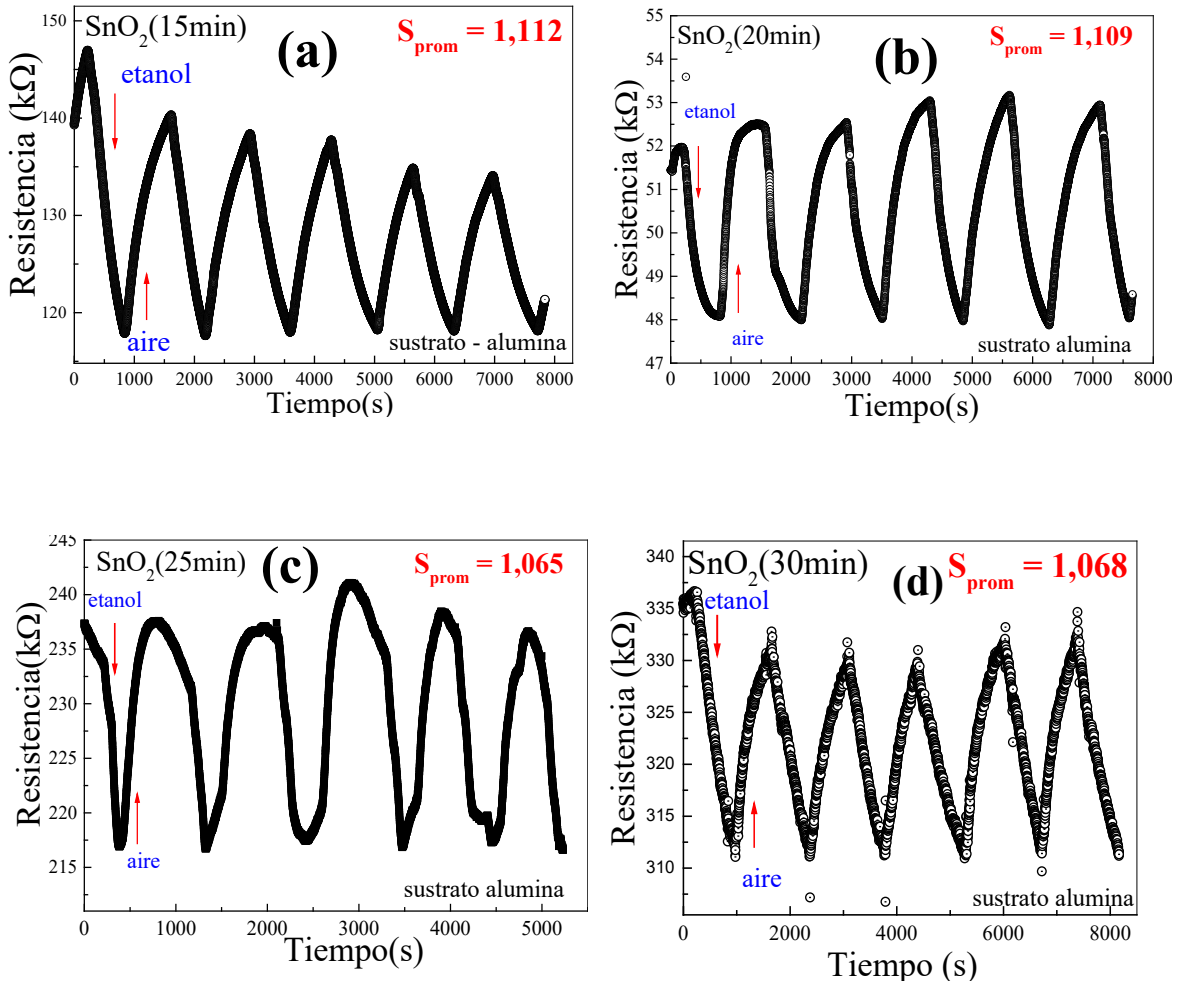 SnO2(15min)
(a)
Sprom = 1,112
etanol
aire
sustrato - alumina
Resistencia (kΩ)
150
140
130
120
0 1000 2000 3000 4000 5000 6000 7000 8000
Tiempo(s)
SnO2(20min)
(b)
Sprom = 1,109
etanol
aire
sustrato alumina
Resistencia (kΩ)
55
54
53
52
51
50
49
48
47
0 1000 2000 3000 4000 5000 6000 7000 8000
Tiempo(s)
SnO2(25min)
(c)
Sprom = 1,065
etanol
aire
sustrato alumina
Resistencia(kΩ)
245
240
235
230
225
220
215
0 1000 2000 3000 4000 5000
Tiempo(s)
SnO2(30min)
(d)
Sprom = 1,068
etanol
aire
sustrato alumina
Resistencia (kΩ)
340
335
330
325
320
315
310
0 2000 4000 6000 8000
Tiempo (s)